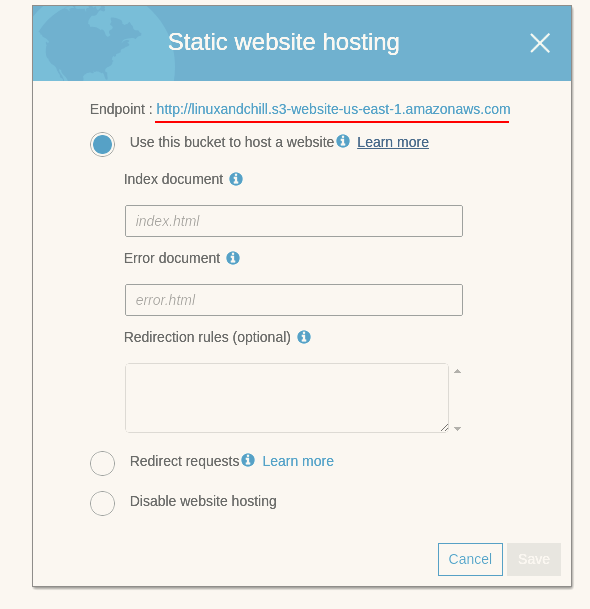 Static website hosting
Endpoint : http://linuxandchill.s3-website-us-east-1.amazonaws.com
Use this bucket to host a website Learn more
Index document
index.html
Error document
error.html
Redirection rules (optional)
Redirect requests Learn more
Disable website hosting
Cancel Save